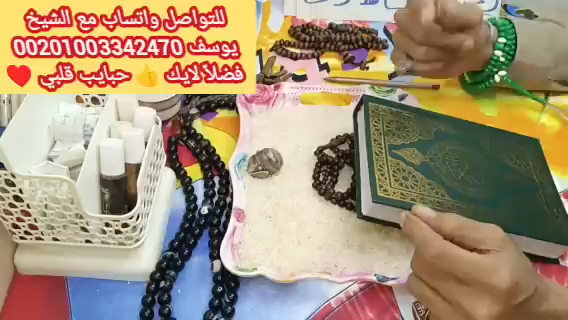 للتواصل واتساب مع الشيخ
يوسف 00201003342470
فضلاً لايك 👍 حبايب قلبي ♥️